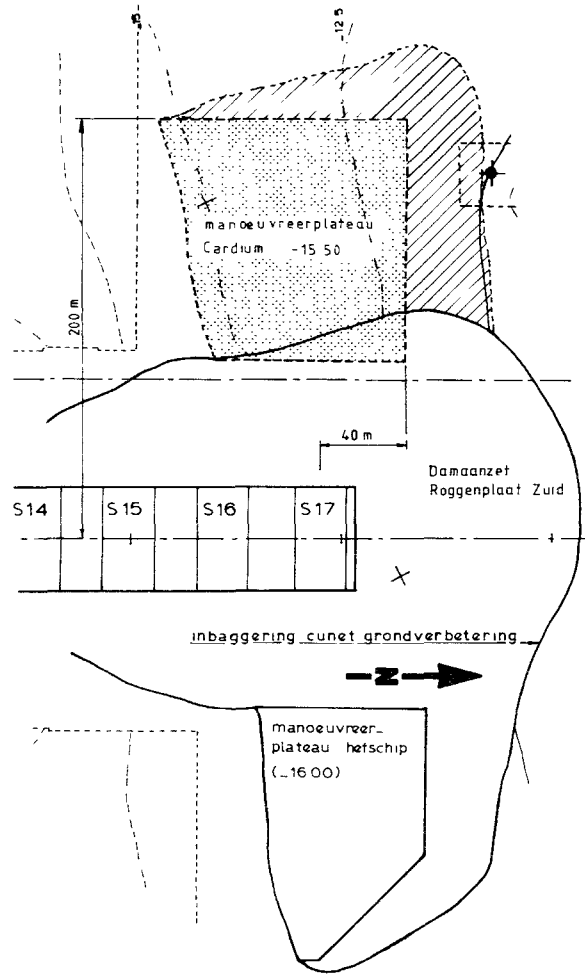 -15
-12.5
manoeuvreerplateau
Cardium -15 50
200 m
40 m
Damaanzet
Roggenplaat Zuid
S14 S15 S16 S17
inbaggering cunet grondverbetering
N
manoeuvreer_
plateau hefschip
(_16 00)